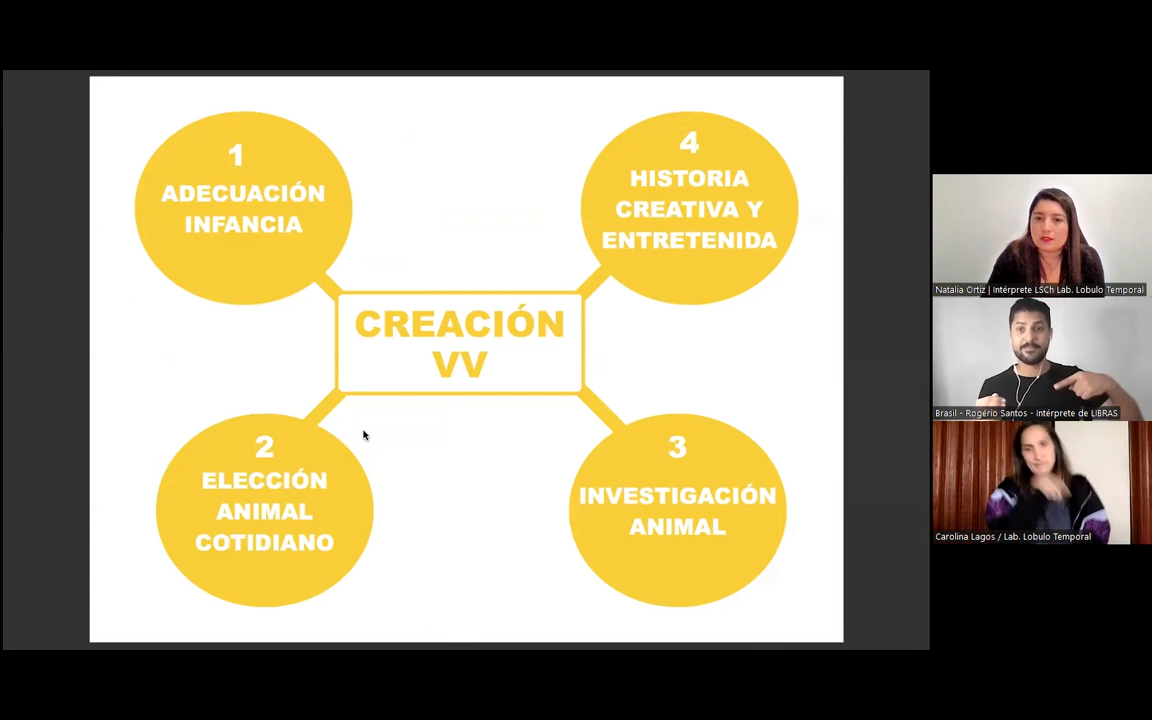 1
ADECUACIÓN
INFANCIA
4
HISTORIA
CREATIVA Y
ENTRETENIDA
CREACIÓN
VV
2
ELECCIÓN
ANIMAL
COTIDIANO
3
INVESTIGACIÓN
ANIMAL
Natalia Ortiz | Intérprete LSCh Lab. Lobulo Temporal
Brasil - Rogério Santos - Intérprete de LIBRAS
Carolina Lagos / Lab. Lobulo Temporal